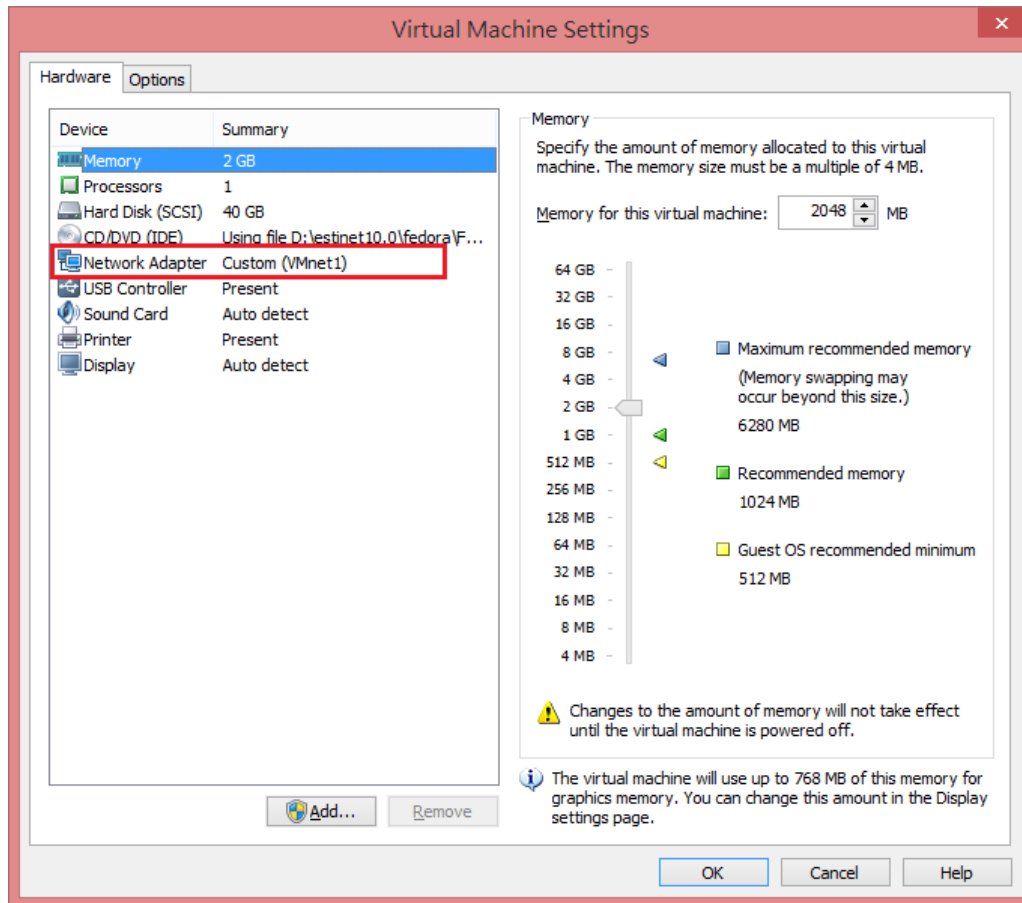 Virtual Machine Settings
Hardware Options
Device Summary
Memory 2 GB
Processors 1
Hard Disk (SCSI) 40 GB
CD/DVD (IDE) Using file D:\estinet10.0\fedora\F...
Network Adapter Custom (VMnet1)
USB Controller Present
Sound Card Auto detect
Printer Present
Display Auto detect
Add... Remove
Memory
Specify the amount of memory allocated to this virtual
machine. The memory size must be a multiple of 4 MB.
Memory for this virtual machine: 2048 MB
64 GB
32 GB
16 GB
8 GB
4 GB
2 GB
1 GB
512 MB
256 MB
128 MB
64 MB
32 MB
16 MB
8 MB
4 MB
Maximum recommended memory
(Memory swapping may
occur beyond this size.)
6280 MB
Recommended memory
1024 MB
Guest OS recommended minimum
512 MB
Changes to the amount of memory will not take effect
until the virtual machine is powered off.
The virtual machine will use up to 768 MB of this memory for
graphics memory. You can change this amount in the Display
settings page.
OK Cancel Help